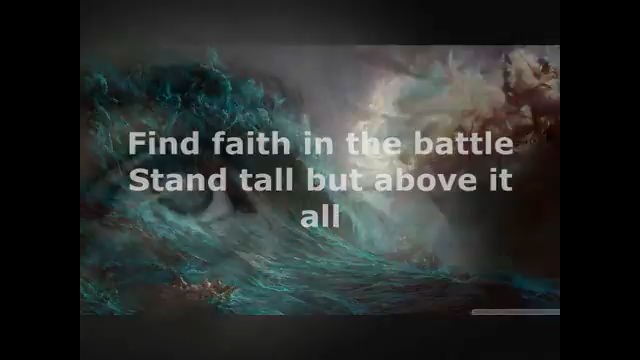 Find faith in the battle
Stand tall but above it
all